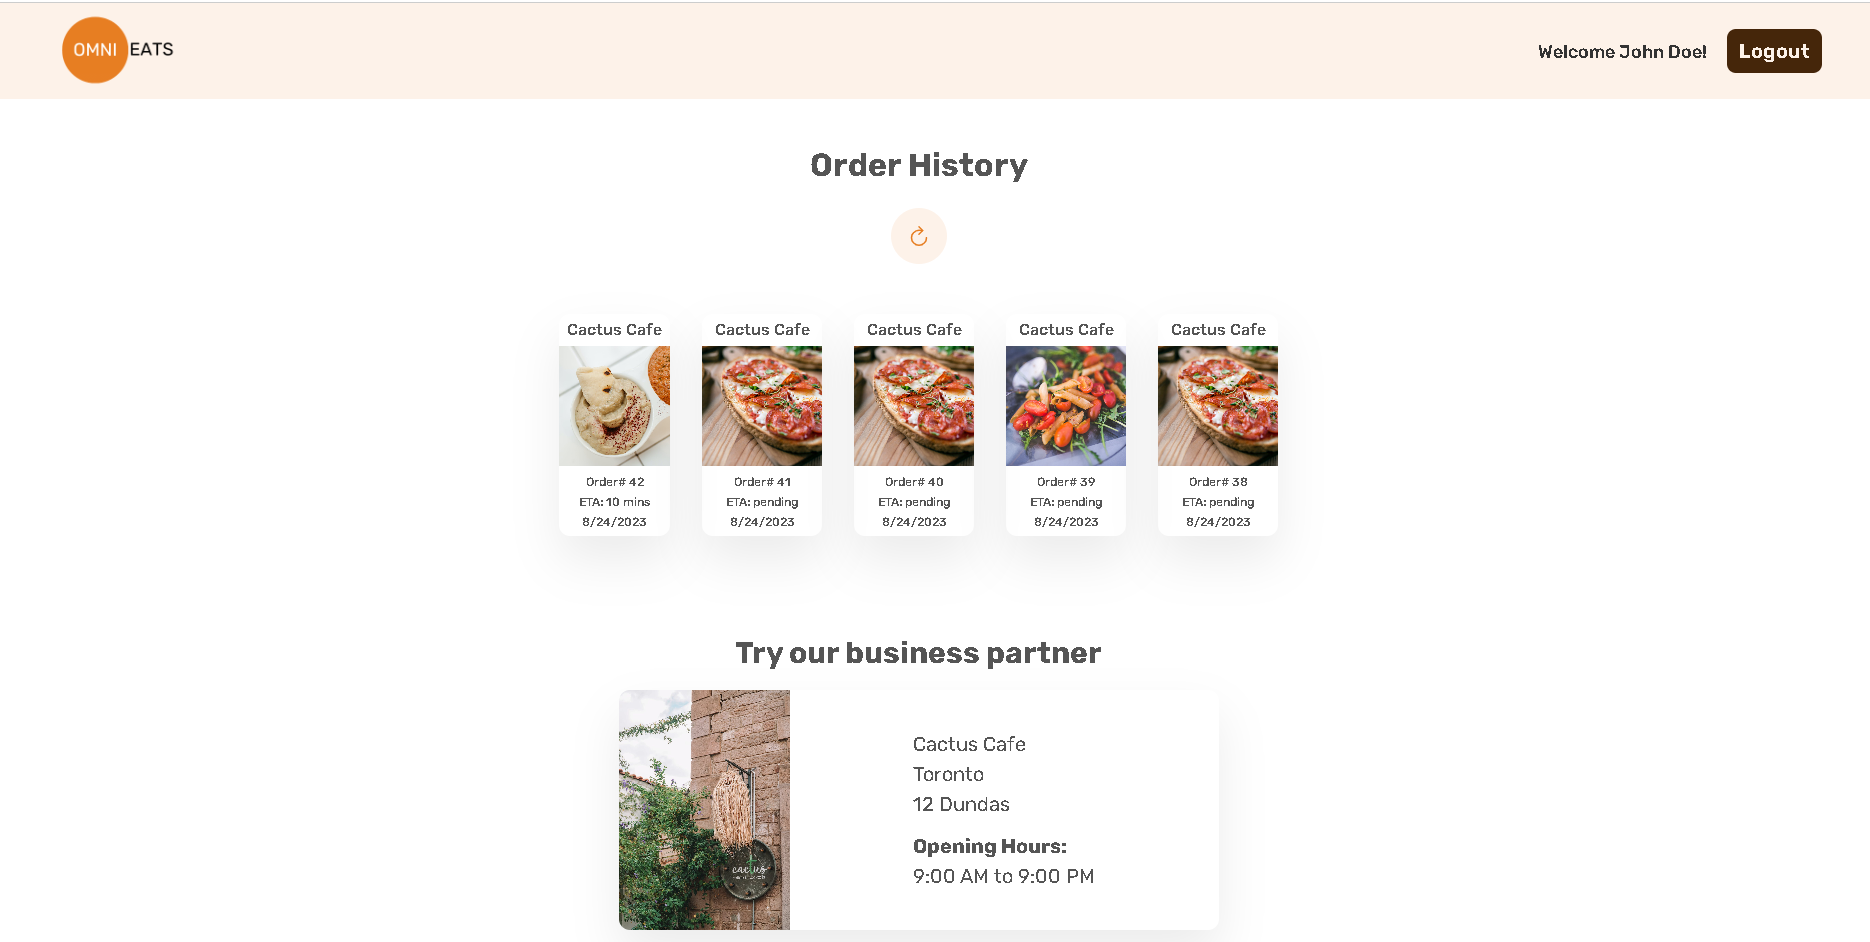 OMNI EATS
Welcome John Doe!
Logout
Order History
Cactus Cafe
Order# 42
ETA: 10 mins
8/24/2023
Cactus Cafe
Order# 41
ETA: pending
8/24/2023
Cactus Cafe
Order# 40
ETA: pending
8/24/2023
Cactus Cafe
Order# 39
ETA: pending
8/24/2023
Cactus Cafe
Order# 38
ETA: pending
8/24/2023
Try our business partner
cactus
Cactus Cafe
Toronto
12 Dundas
Opening Hours:
9:00 AM to 9:00 PM